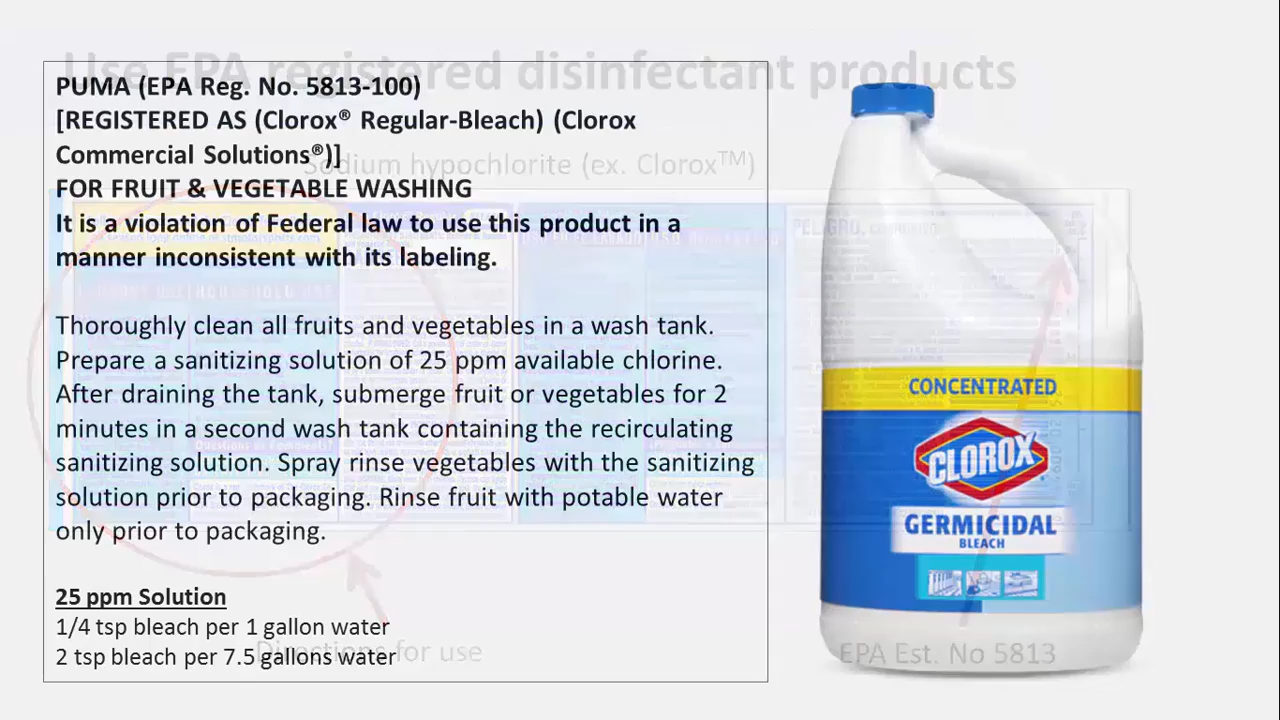 Use EPA registered disinfectant products
Sodium hypochlorite (ex. Clorox™)
PUMA (EPA Reg. No. 5813-100)
[REGISTERED AS (Clorox® Regular-Bleach) (Clorox
Commercial Solutions®)]
FOR FRUIT & VEGETABLE WASHING
It is a violation of Federal law to use this product in a
manner inconsistent with its labeling.
Thoroughly clean all fruits and vegetables in a wash tank.
Prepare a sanitizing solution of 25 ppm available chlorine.
After draining the tank, submerge fruit or vegetables for 2
minutes in a second wash tank containing the recirculating
sanitizing solution. Spray rinse vegetables with the sanitizing
solution prior to packaging. Rinse fruit with potable water
only prior to packaging.
25 ppm Solution
1/4 tsp bleach per 1 gallon water
2 tsp bleach per 7.5 gallons water
Directions for use
PELIGRO
CONCENTRATED
CLOROX
GERMICIDAL
BLEACH
EPA Est. No 5813